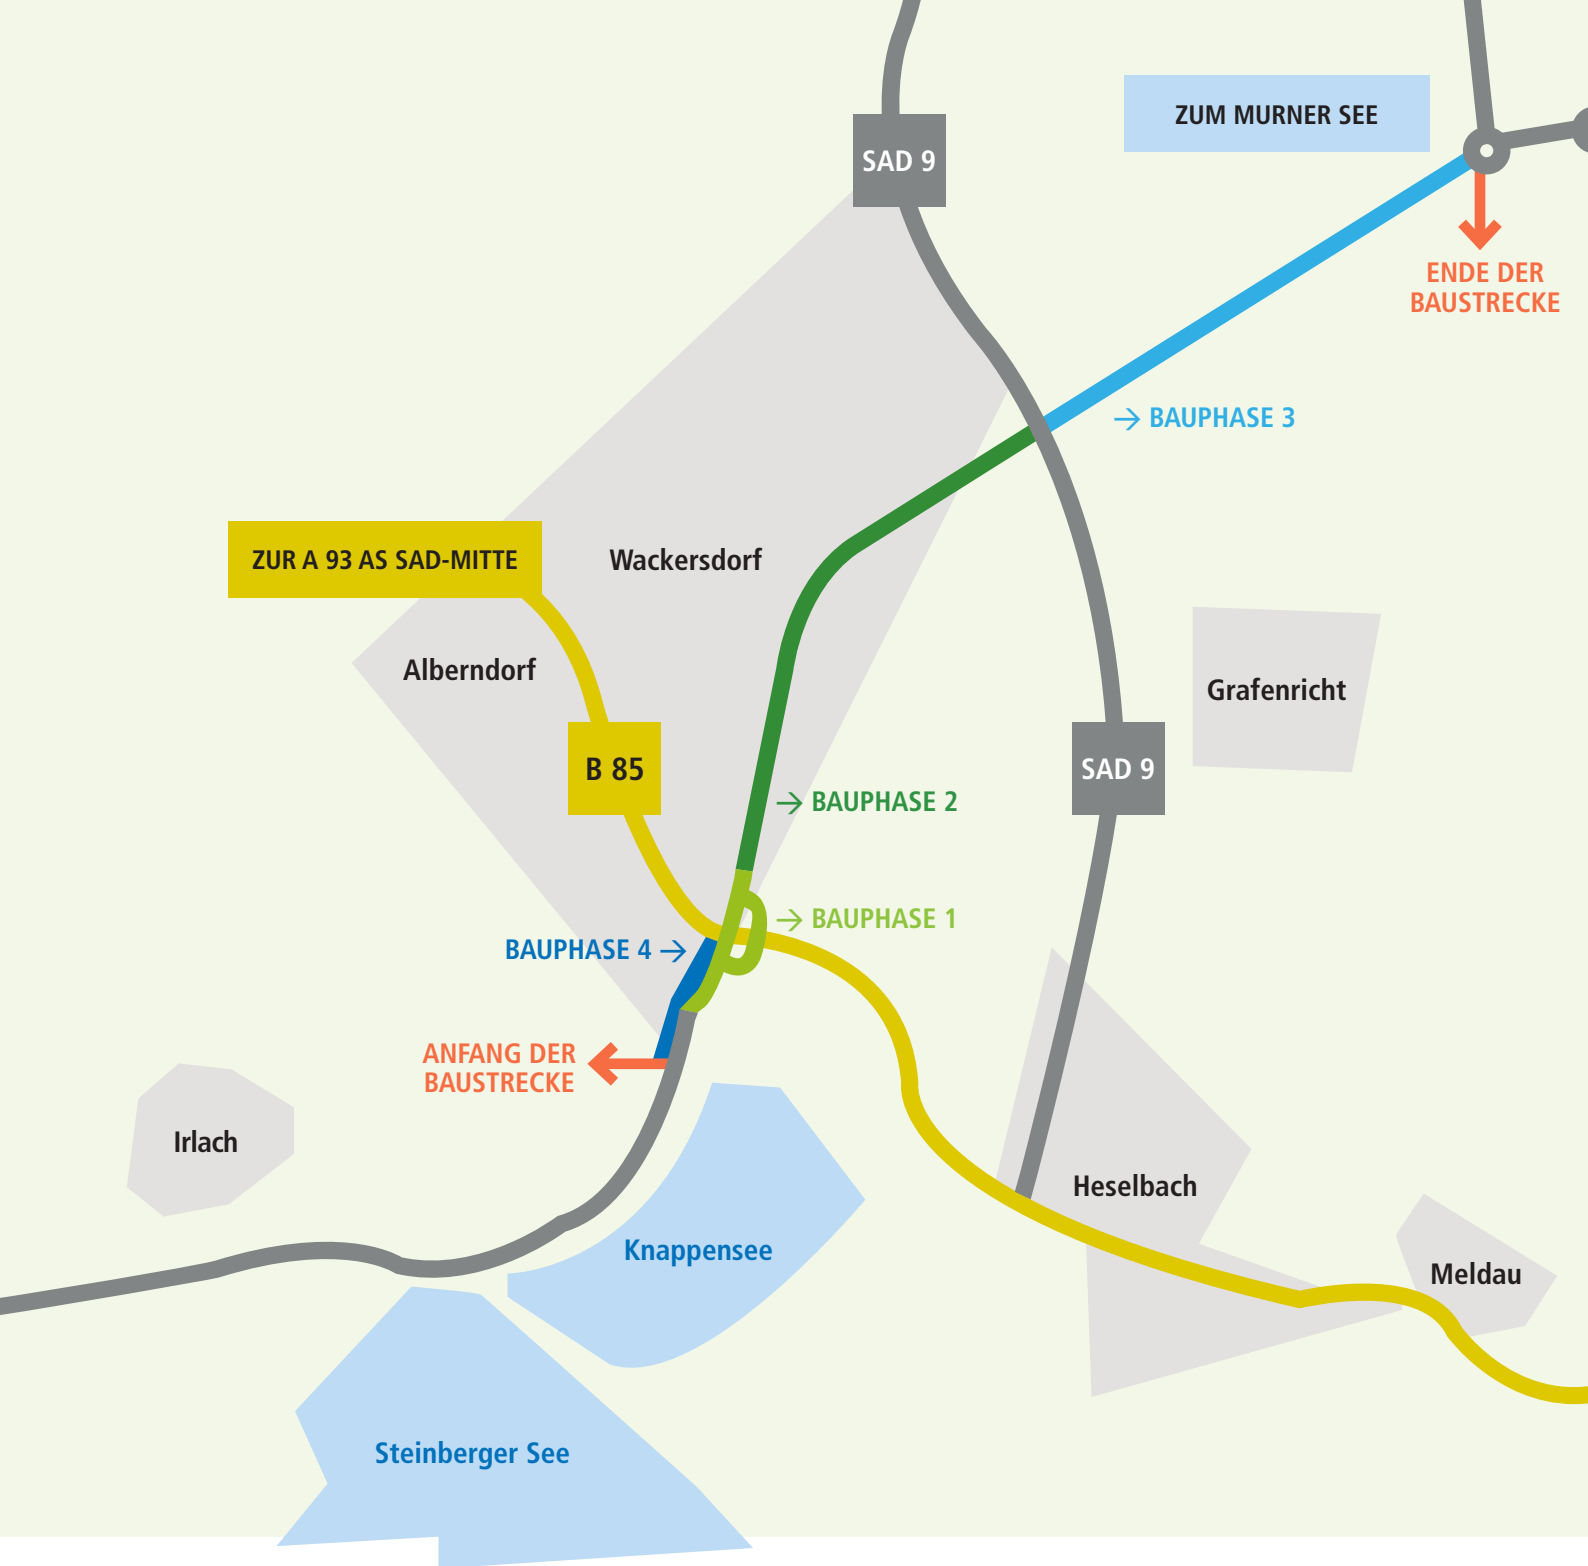 ZUM MURNER SEE
SAD 9
ENDE DER
BAUSTRECKE
→ BAUPHASE 3
ZUR A 93 AS SAD-MITTE
Wackersdorf
Alberndorf
Grafenricht
B 85
SAD 9
→ BAUPHASE 2
→ BAUPHASE 1
BAUPHASE 4 →
ANFANG DER
BAUSTRECKE
Irlach
Heselbach
Knappensee
Meldau
Steinberger See